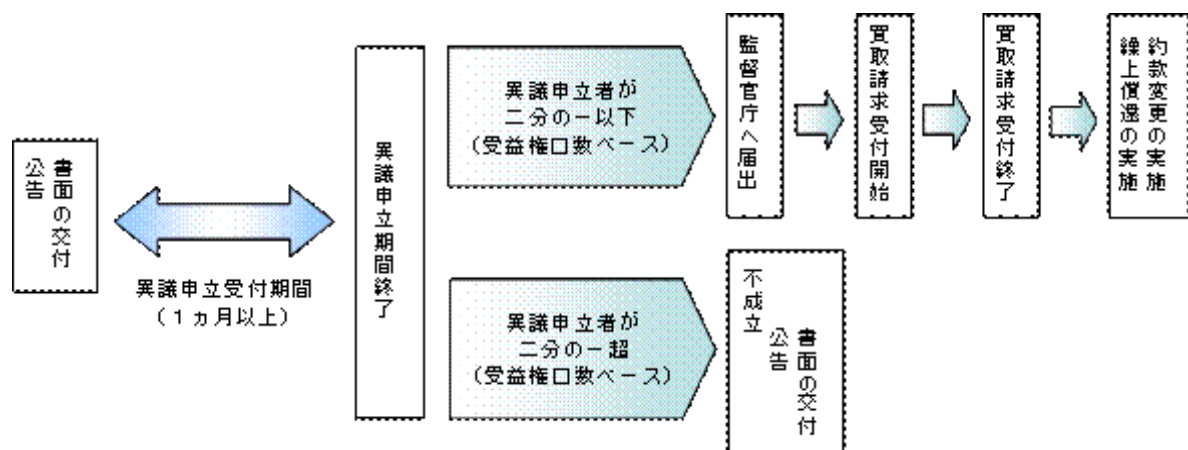 書面の交付
公告
異議申立受付期間
(1ヵ月以上)
異議申立期間終了
異議申立者が
二分の一以下
(受益権口数ベース)
監督官庁へ届出
買取請求受付開始
買取請求受付終了
約款変更の実施
繰上償還の実施
異議申立者が
二分の一超
(受益権口数ベース)
不成立
書面の交付
公告